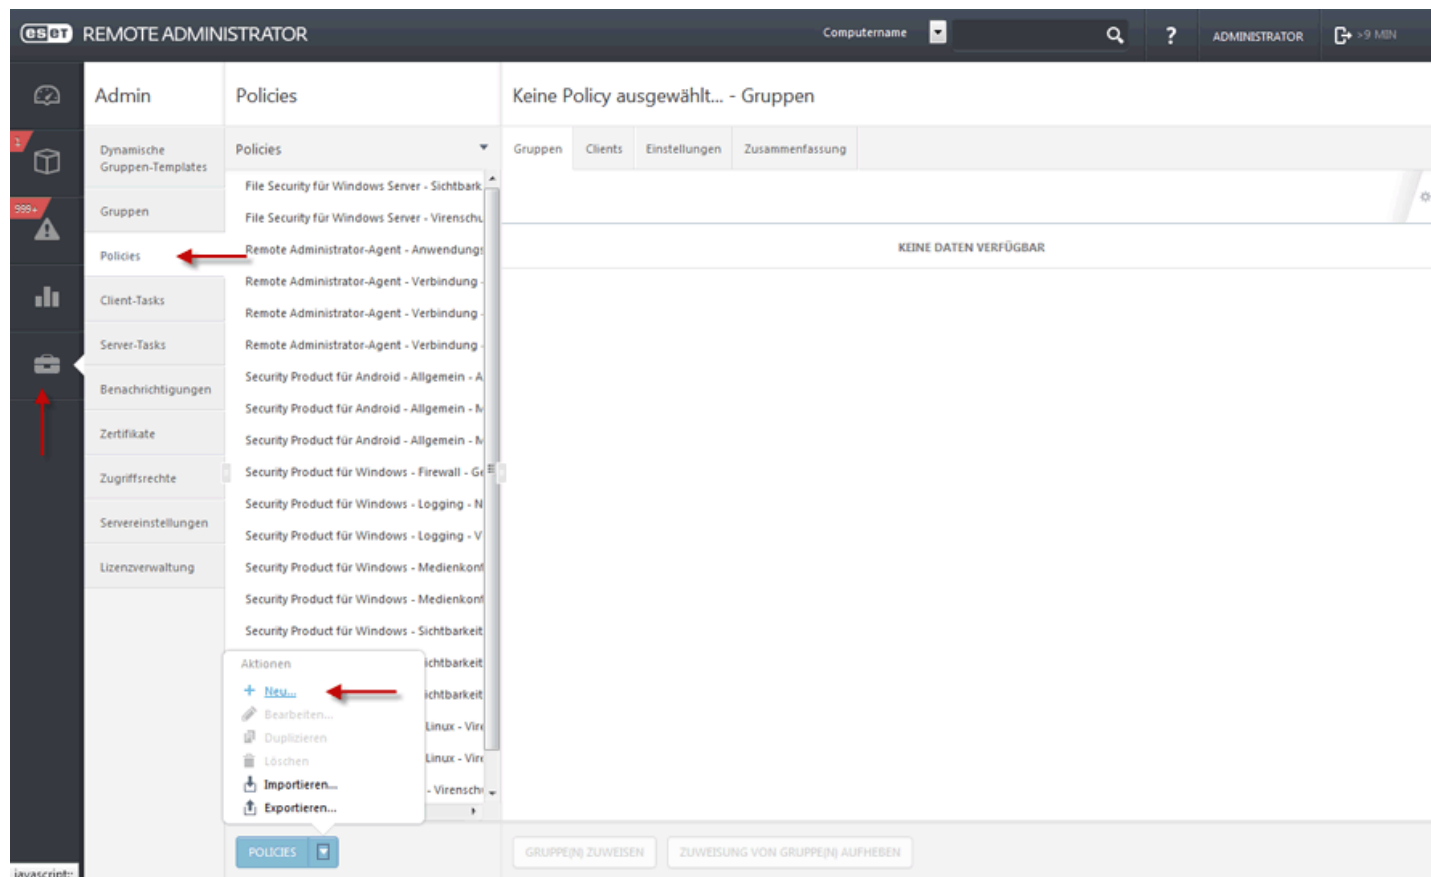 eset REMOTE ADMINISTRATOR
Computername
?
ADMINISTRATOR
>9 MIN
Admin
Policies
Keine Policy ausgewählt... - Gruppen
Dynamische
Gruppen-Templates
Gruppen
Policies
Client-Tasks
Server-Tasks
Benachrichtigungen
Zertifikate
Zugriffsrechte
Servereinstellungen
Lizenzverwaltung
999+
Policies
File Security für Windows Server - Sichtbark
File Security für Windows Server - Virenschu
Remote Administrator-Agent - Anwendungs
Remote Administrator-Agent - Verbindung -
Remote Administrator-Agent - Verbindung -
Remote Administrator-Agent - Verbindung -
Security Product für Android - Allgemein - A
Security Product für Android - Allgemein - M
Security Product für Android - Allgemein - M
Security Product für Windows - Firewall - Ge
Security Product für Windows - Logging - N
Security Product für Windows - Logging - V
Security Product für Windows - Medienkont
Security Product für Windows - Medienkont
Security Product für Windows - Sichtbarkeit
ichtbarkeit
ichtbarkeit
Linux - Vire
Linux - Vire
- Virenschu
Aktionen
Neu...
Bearbeiten...
Duplizieren
Löschen
Importieren...
Exportieren...
POLICIES
Gruppen Clients Einstellungen Zusammenfassung
KEINE DATEN VERFÜGBAR
GRUPPE(N) ZUWEISEN
ZUWEISUNG VON GRUPPE(N) AUFHEBEN
javascript: